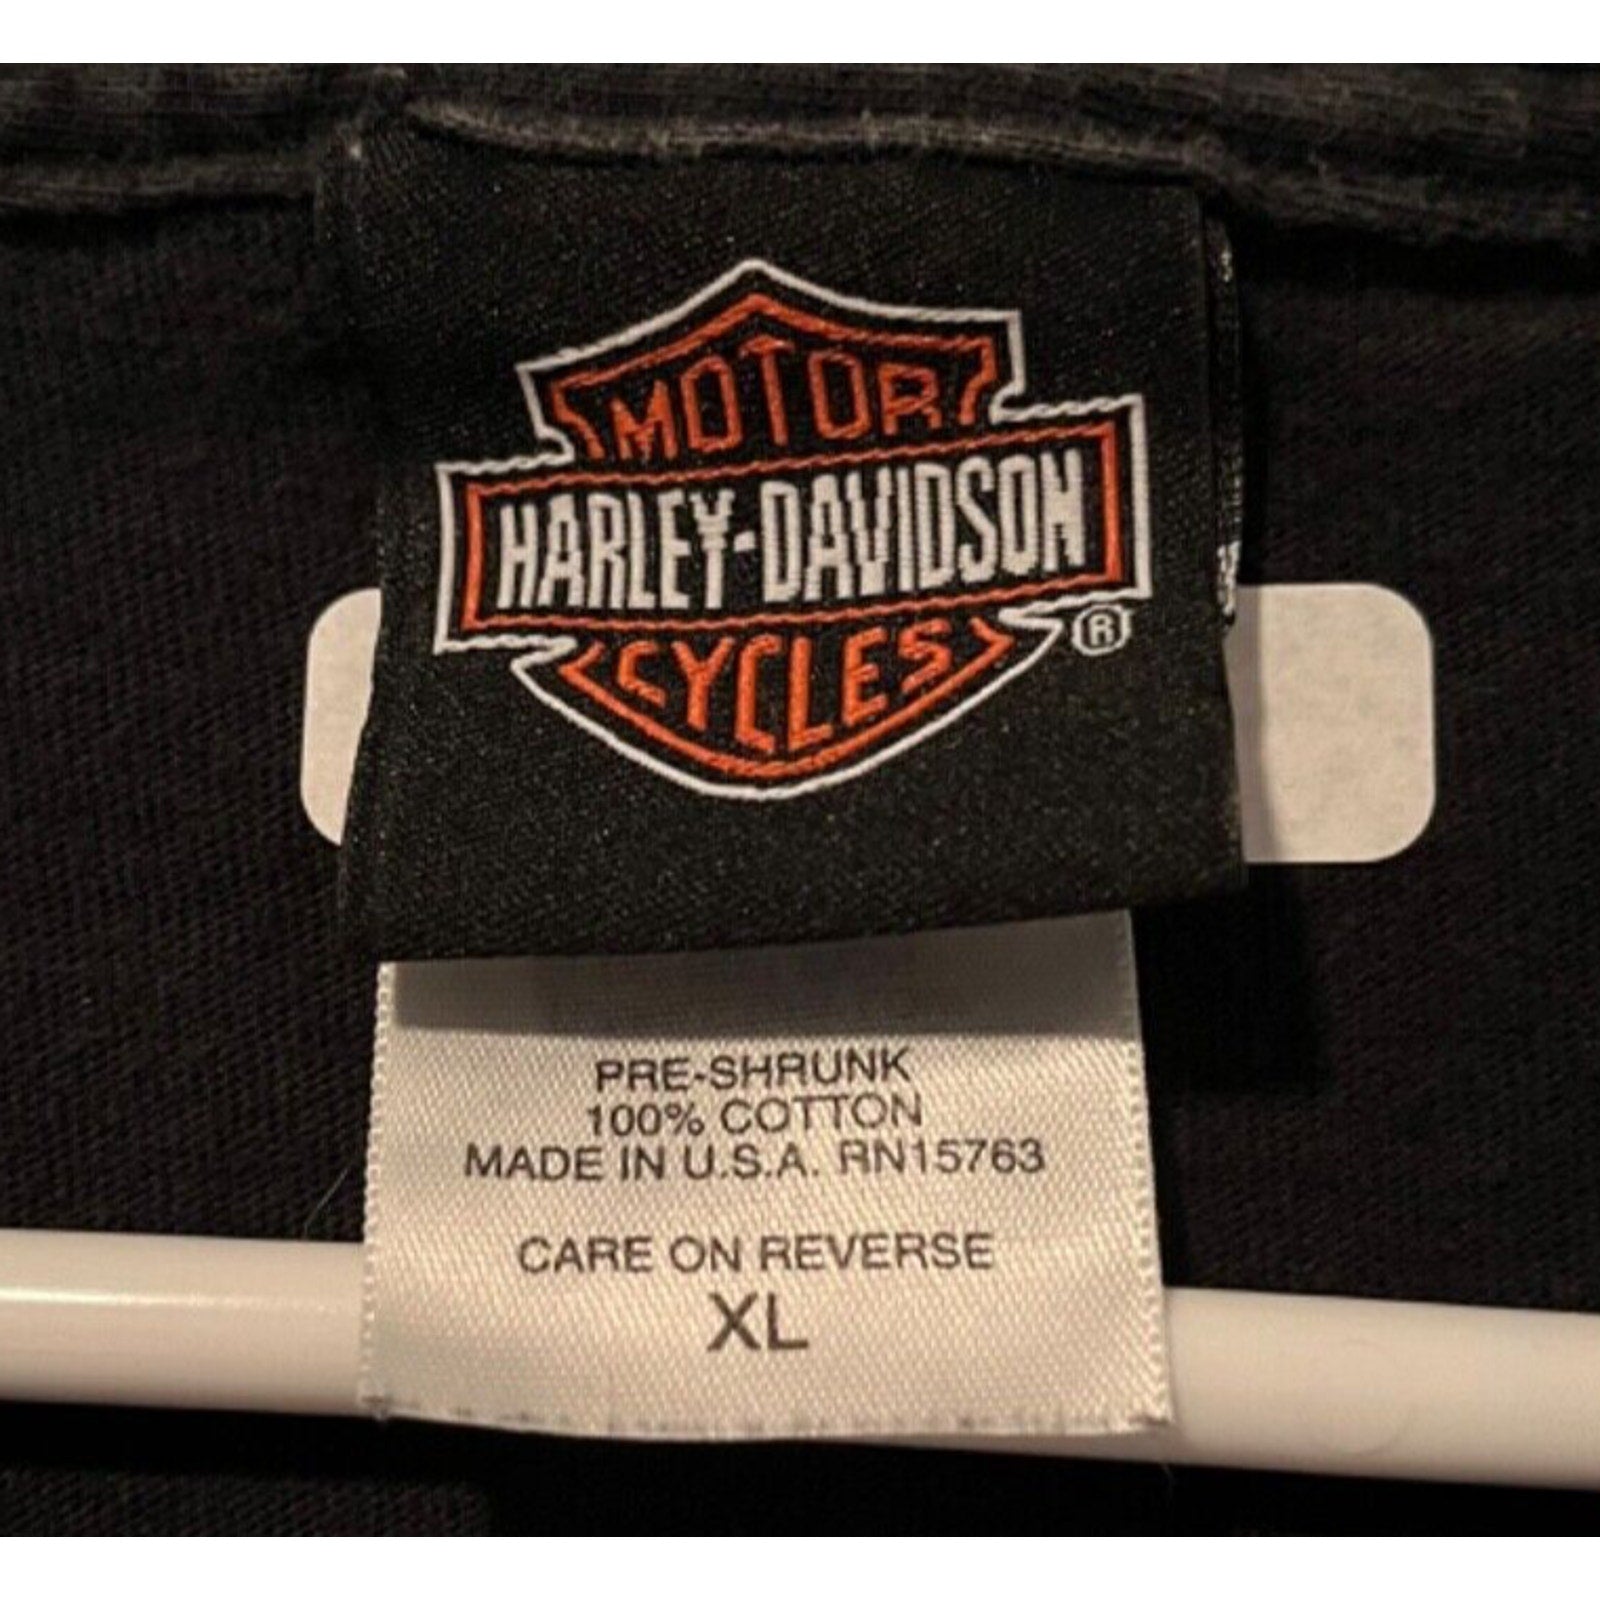 MOTOR
HARLEY-DAVIDSON
CYCLES ®
PRE-SHRUNK
100% COTTON
MADE IN U.S.A. RN15763
CARE ON REVERSE
XL